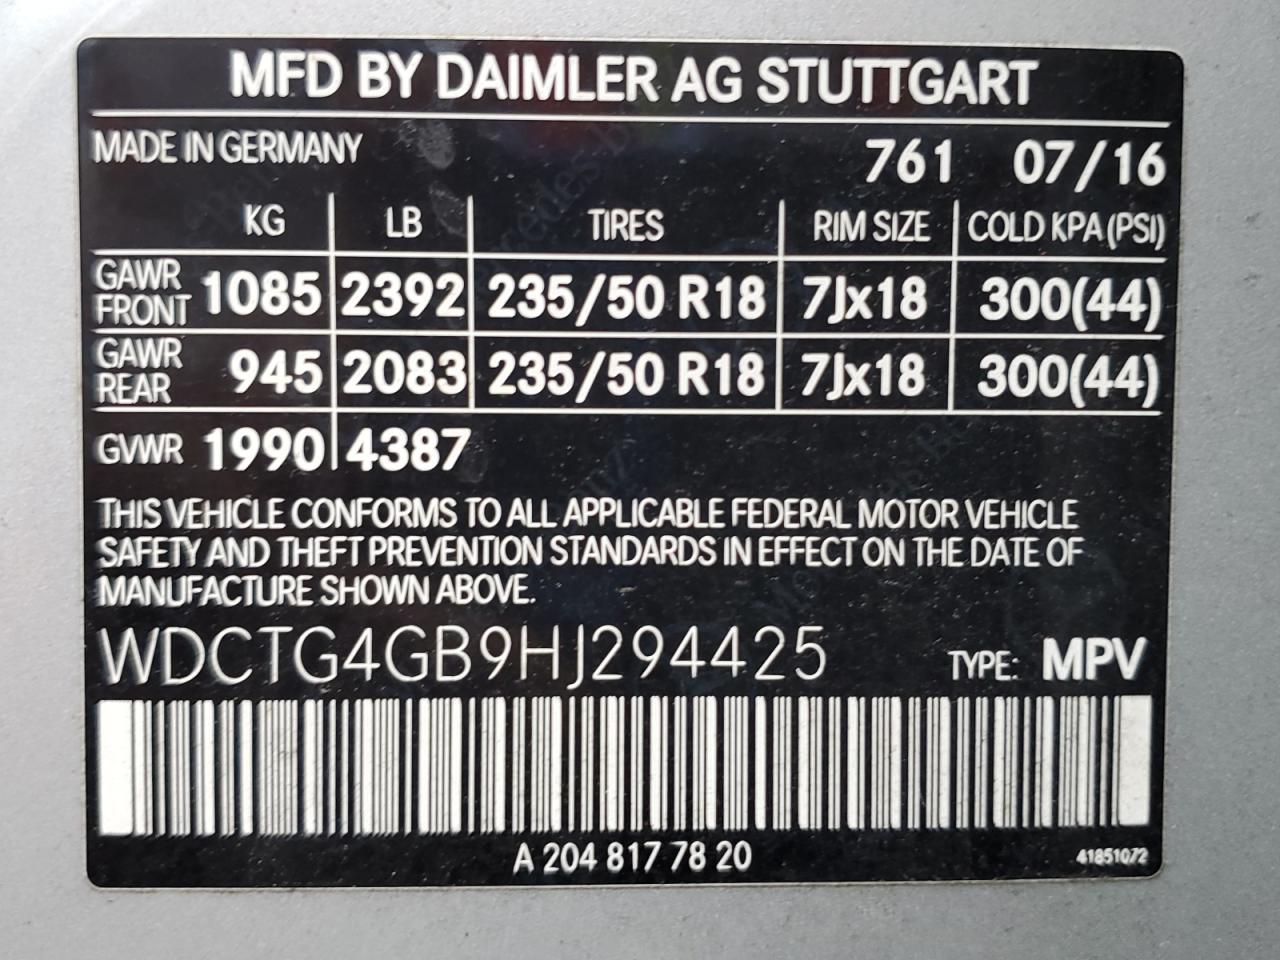 MFD BY DAIMLER AG STUTTGART
MADE IN GERMANY 761 07/16
KG LB TIRES RIM SIZE COLD KPA (PSI)
GAWR FRONT 1085 2392 235/50 R18 7Jx18 300(44)
GAWR REAR 945 2083 235/50 R18 7Jx18 300(44)
GVWR 1990 4387
THIS VEHICLE CONFORMS TO ALL APPLICABLE FEDERAL MOTOR VEHICLE
SAFETY AND THEFT PREVENTION STANDARDS IN EFFECT ON THE DATE OF
MANUFACTURE SHOWN ABOVE.
WDCTG4GB9HJ294425 TYPE: MPV
A 204 817 78 20 41851072